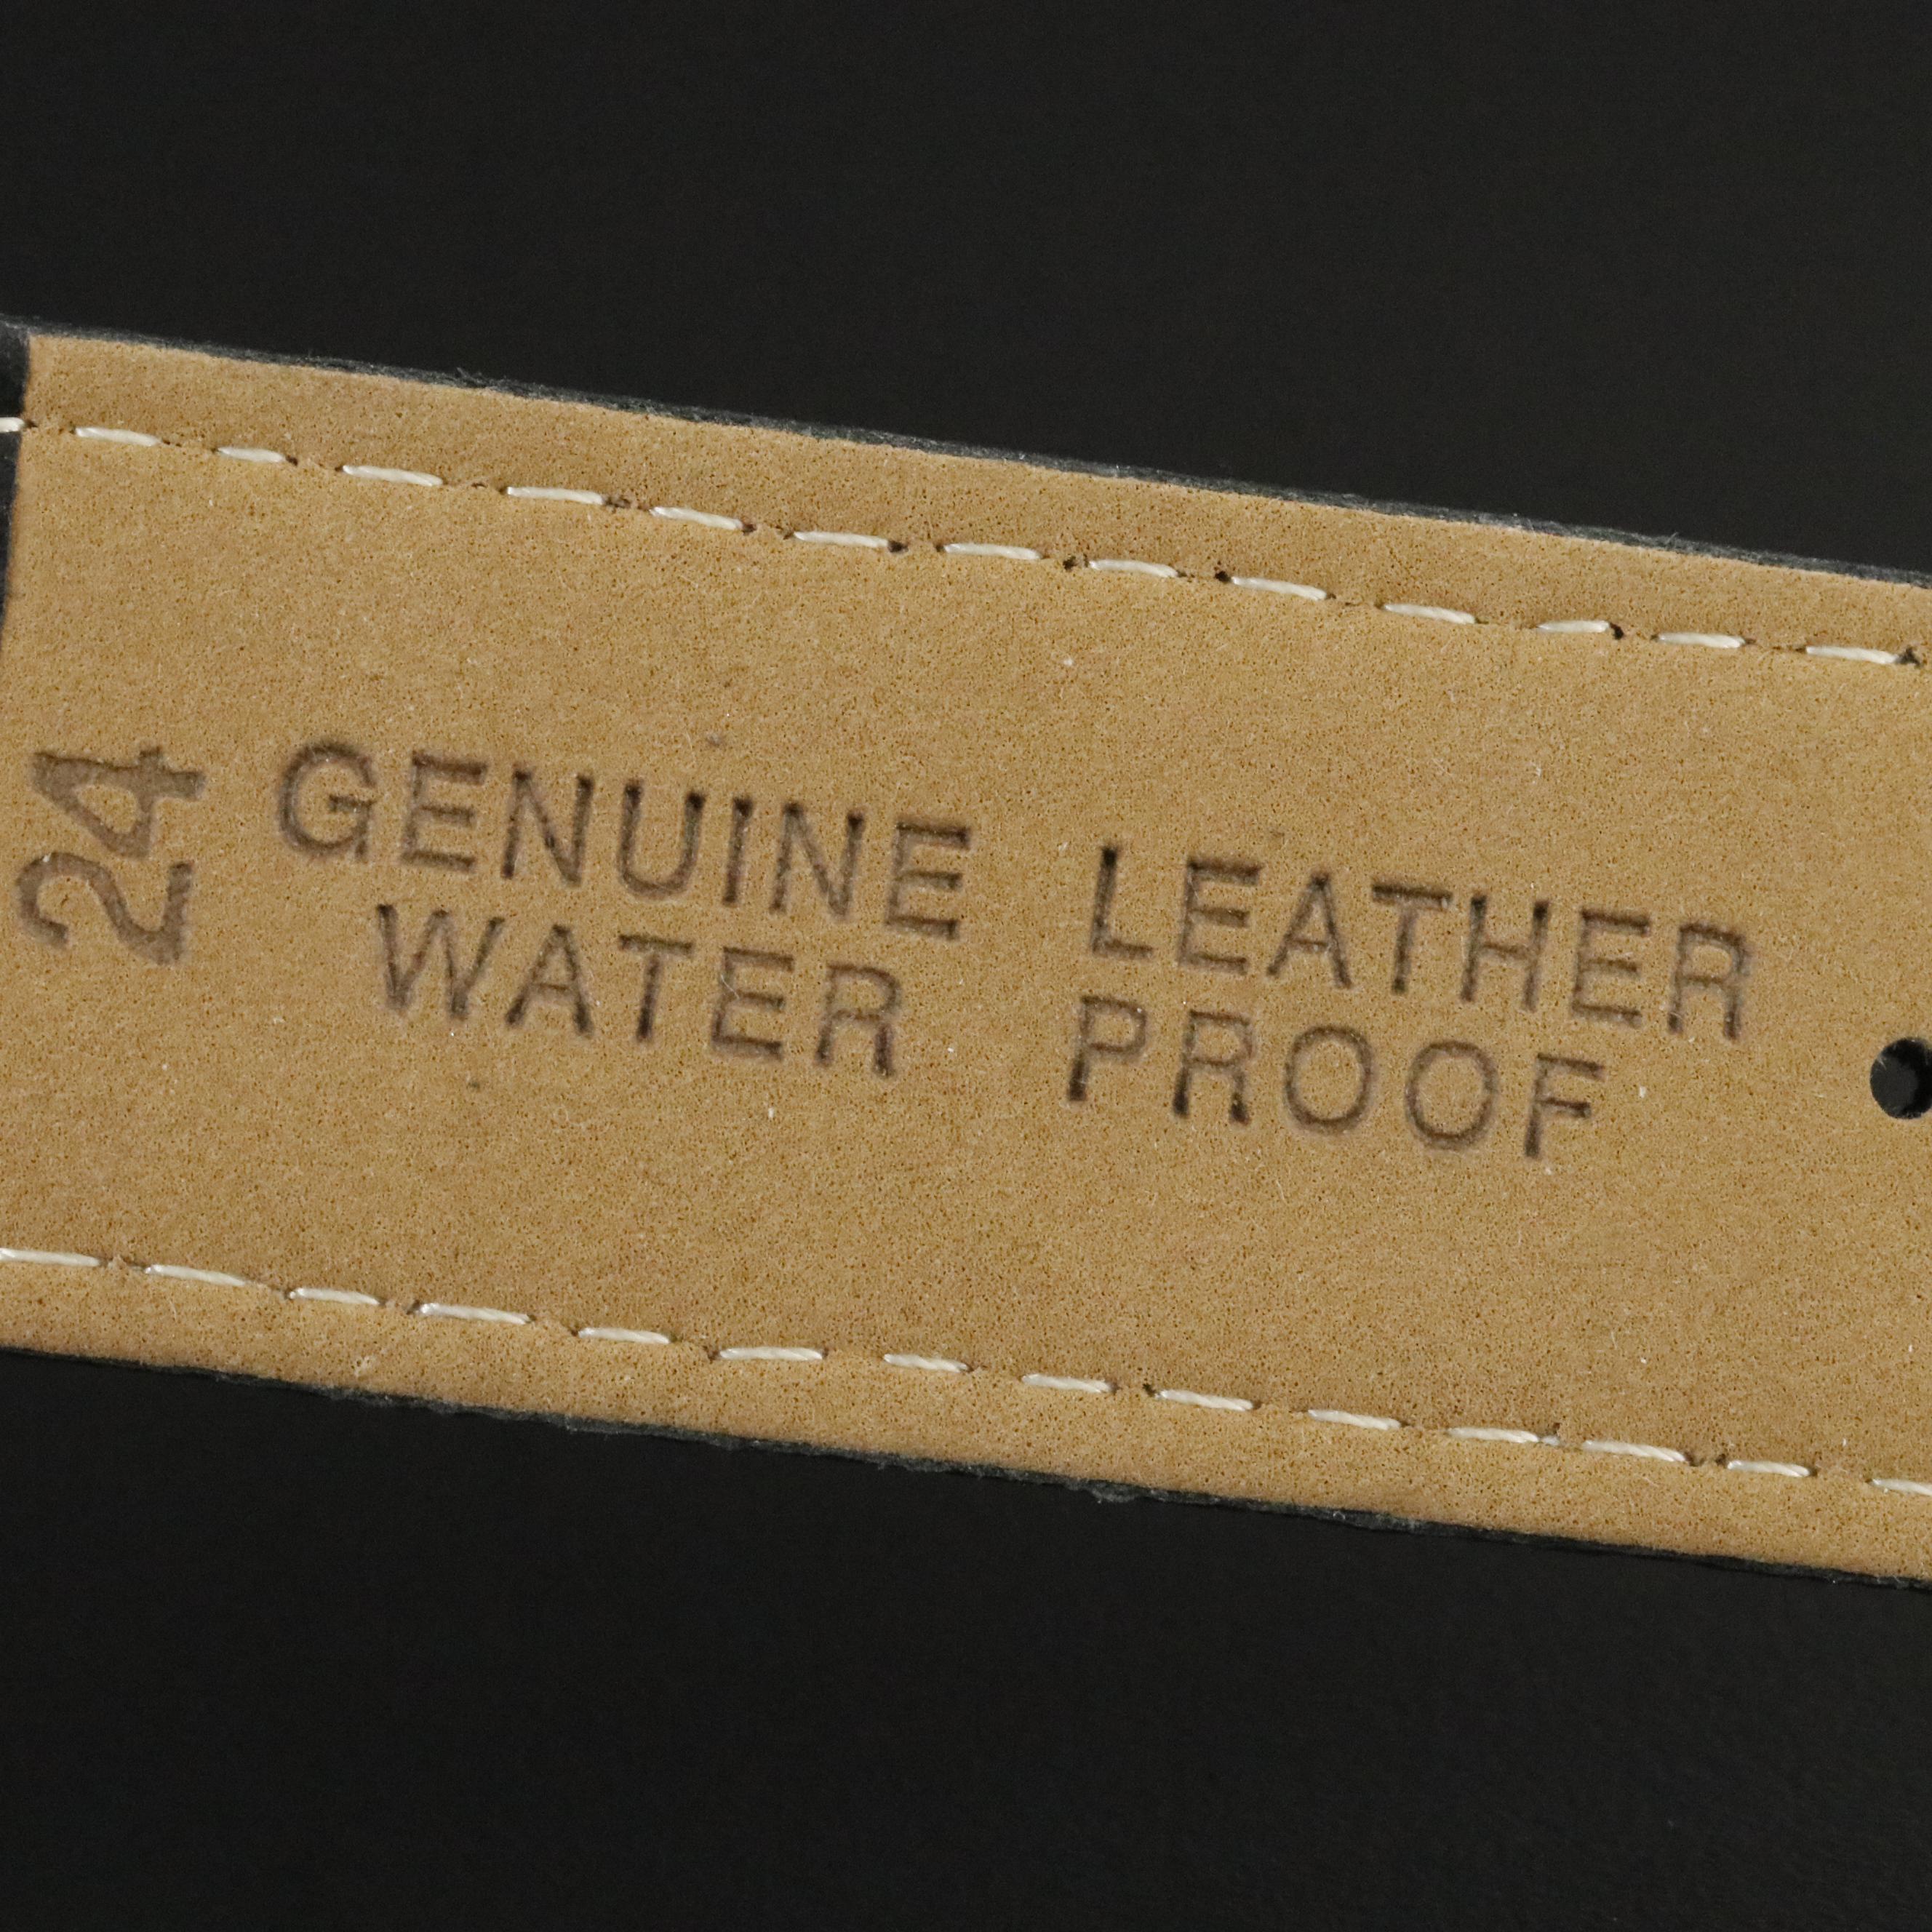 24
GENUINE LEATHER
WATER PROOF